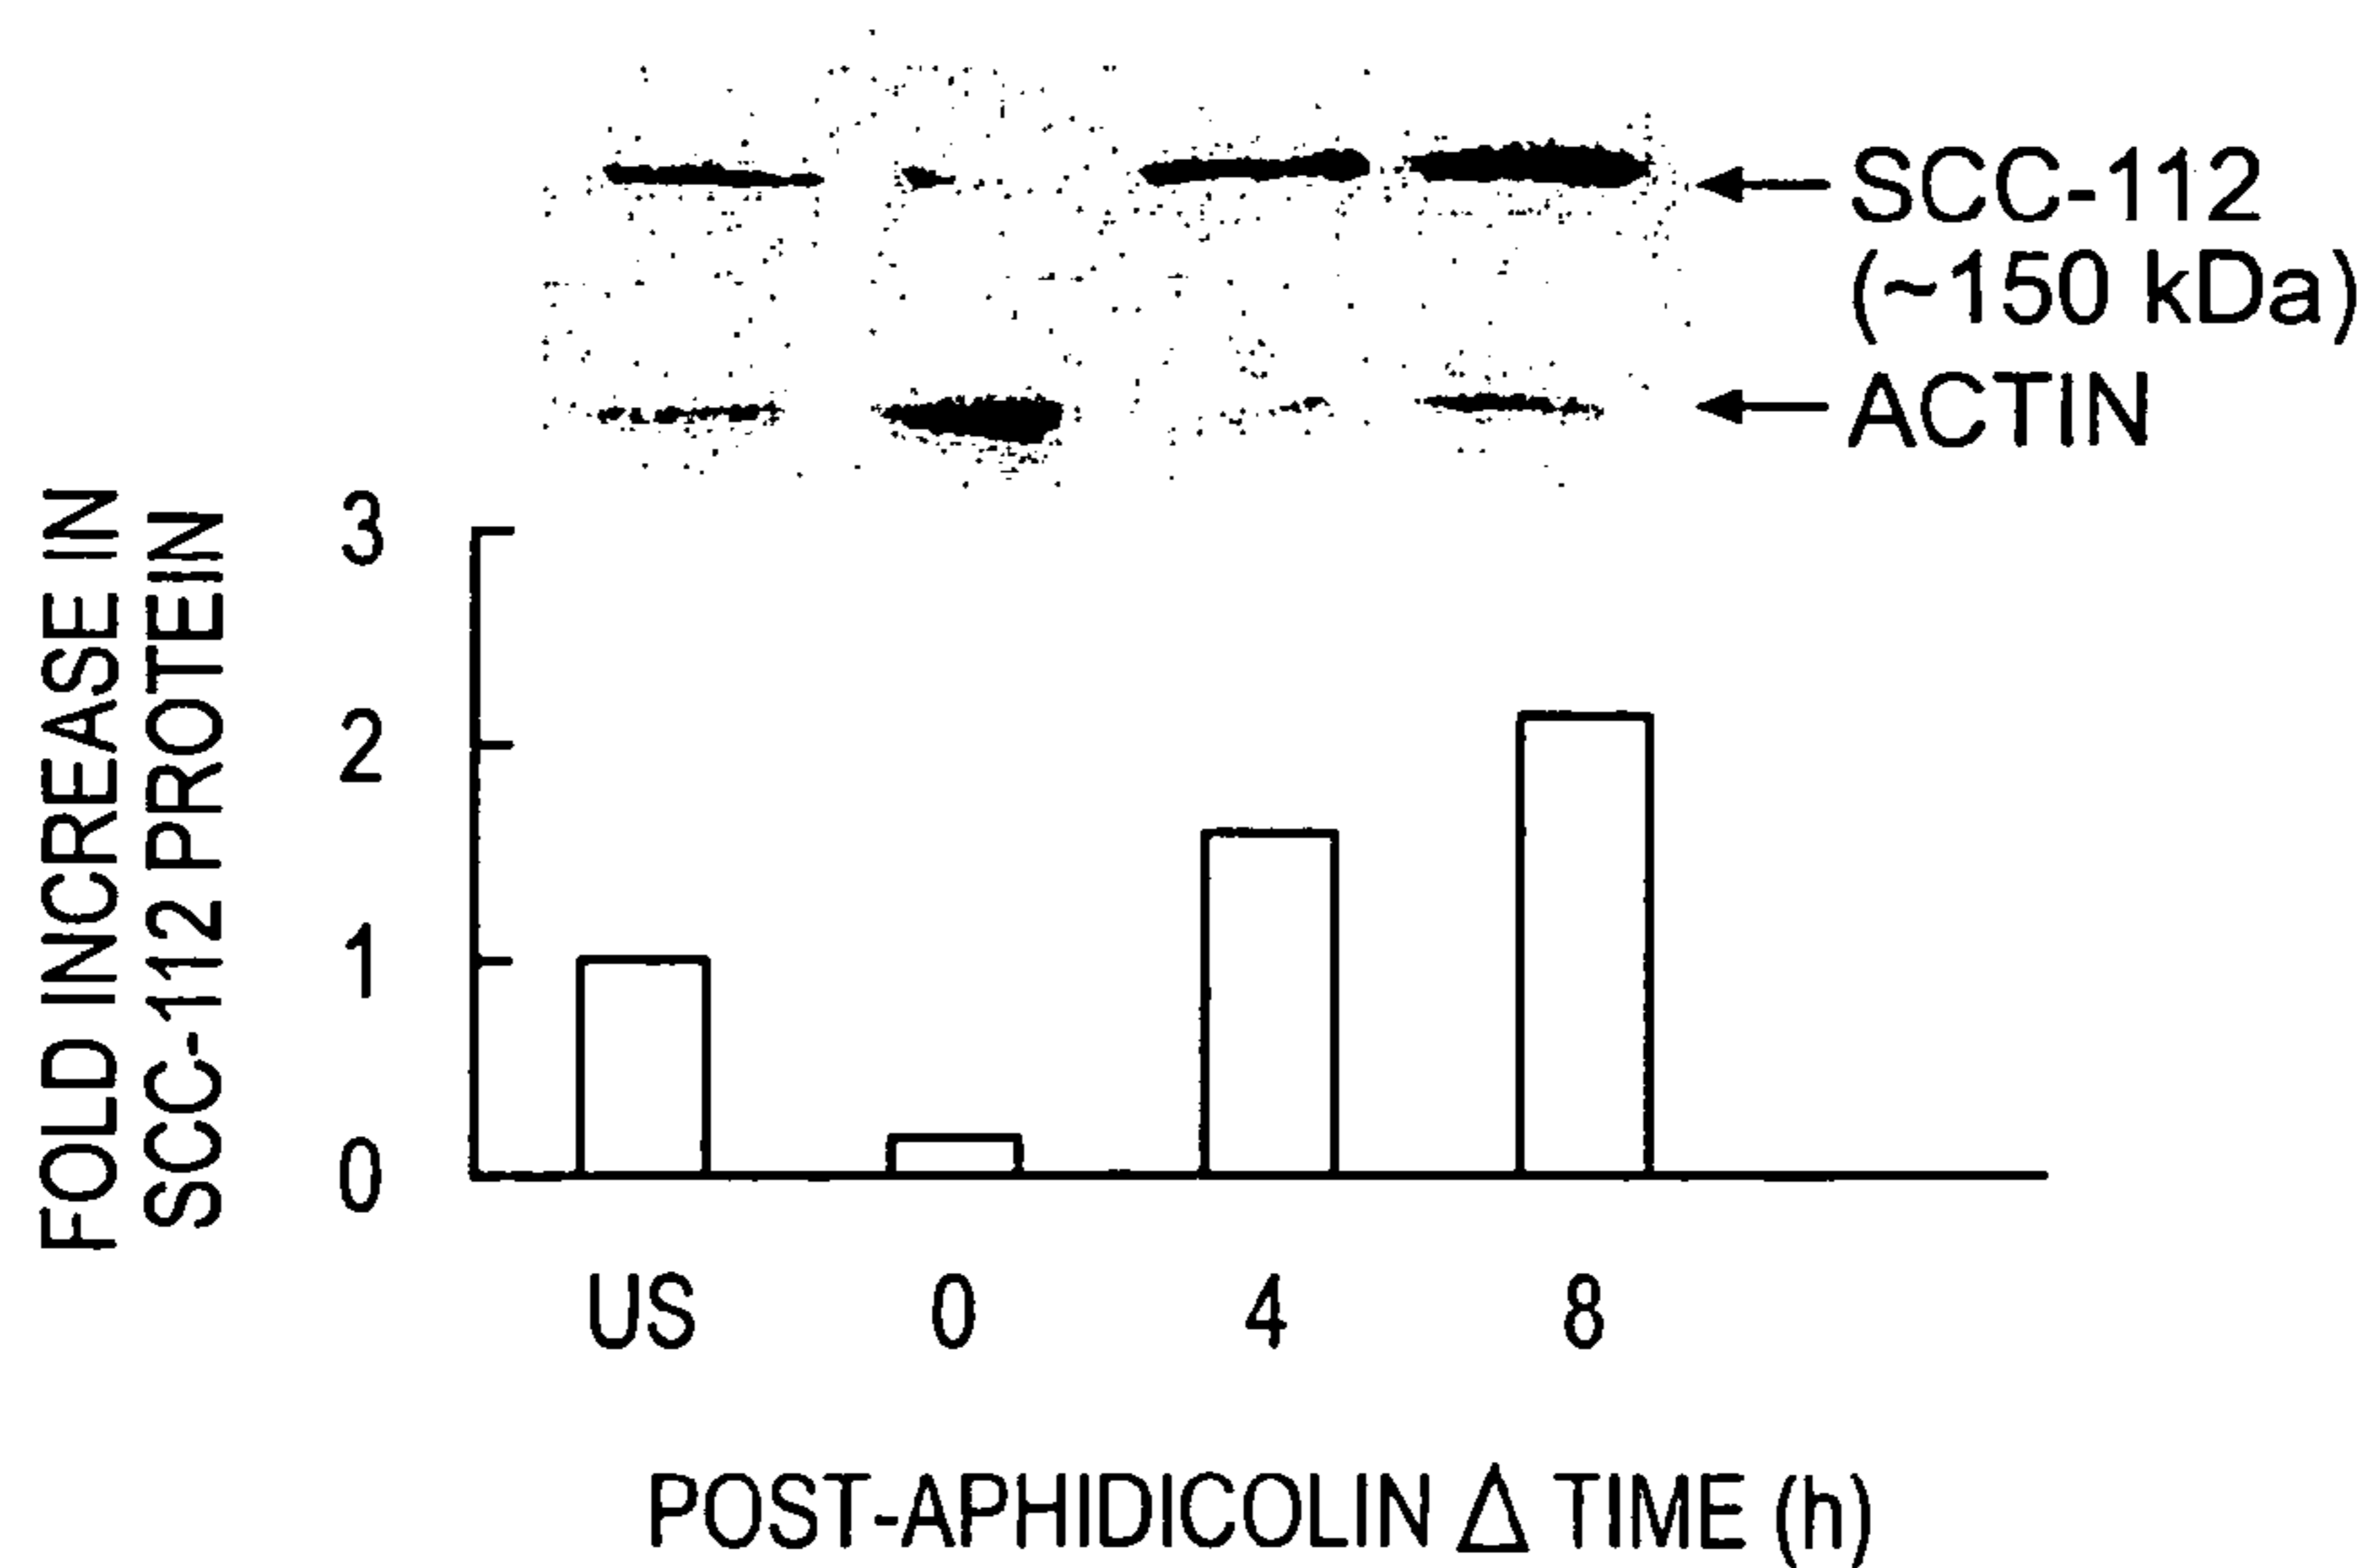 SCC-112
(~150 kDa)
ACTIN
FOLD INCREASE IN
SCC-112 PROTEIN
3
2
1
0
US 0 4 8
POST-APHIDICOLIN Δ TIME (h)